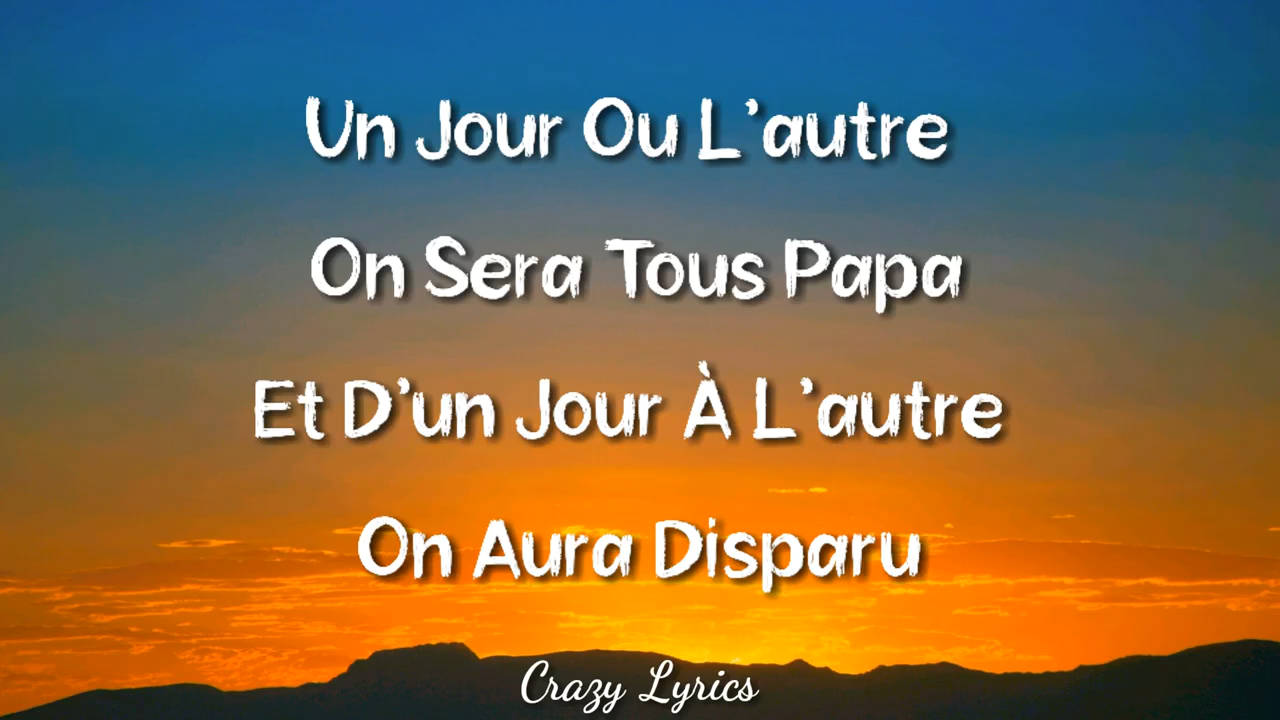 Un Jour Ou L'autre
On Sera Tous Papa
Et D'un Jour À L'autre
On Aura Disparu
Crazy Lyrics